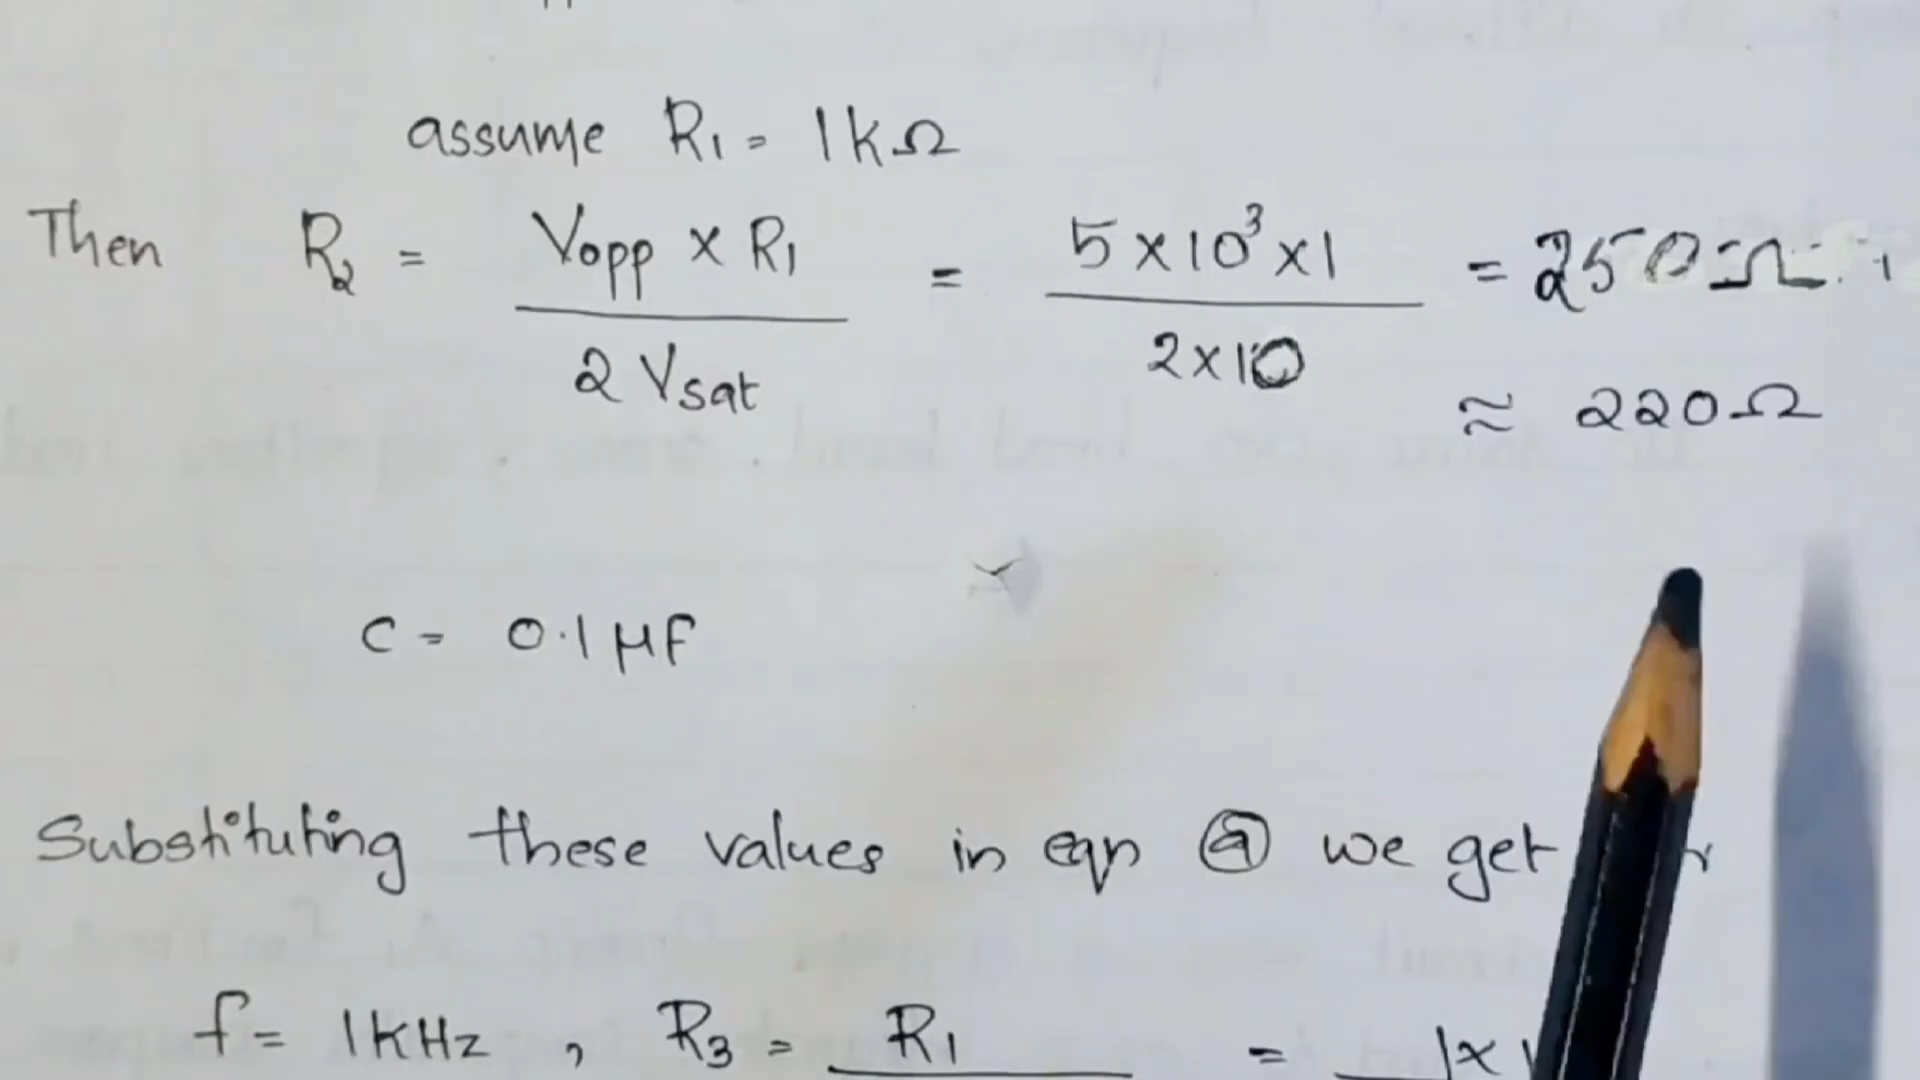 assume R₁ = 1kΩ
Then R₂ = Vopp × R₁ / 2 Vsat = 5×10³×1 / 2×10 = 250Ω
≈ 220Ω
C = 0.1 μF
Substituting these values in eqn ⓐ we get
f = 1kHz , R₃ = R₁ = 1×